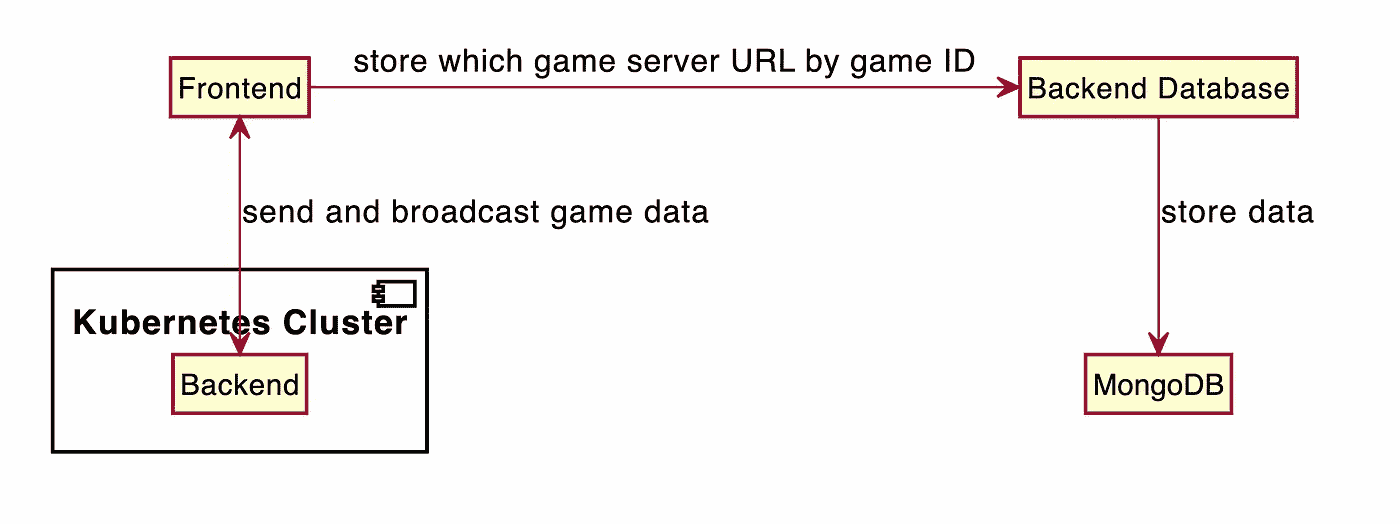 store which game server URL by game ID
Frontend
Backend Database
send and broadcast game data
store data
Kubernetes Cluster
Backend
MongoDB